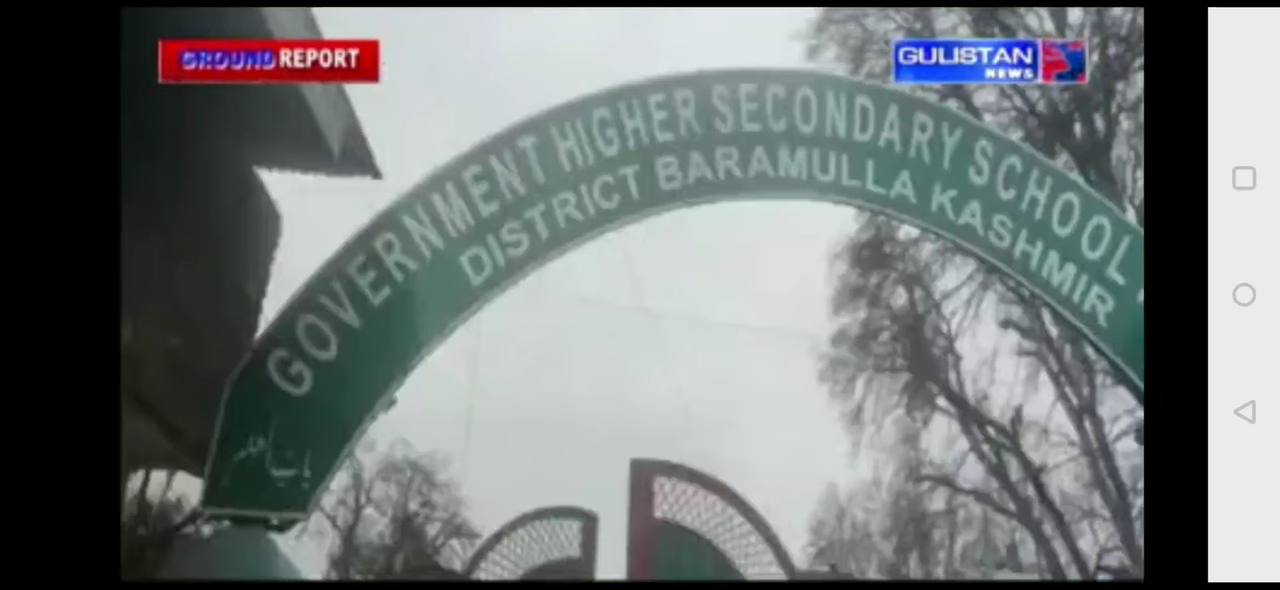 GROUND REPORT
GULISTAN
NEWS
GOVERNMENT HIGHER SECONDARY SCHOOL
DISTRICT BARAMULLA KASHMIR